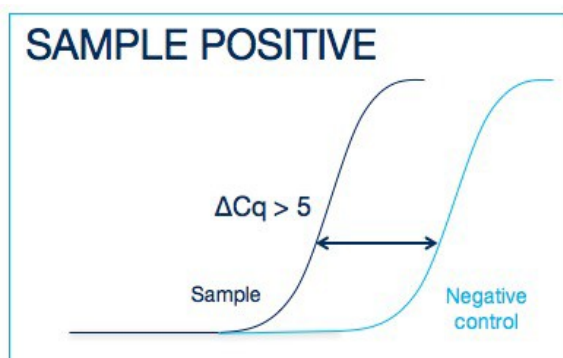 SAMPLE POSITIVE
ΔCq > 5
Sample
Negative
control